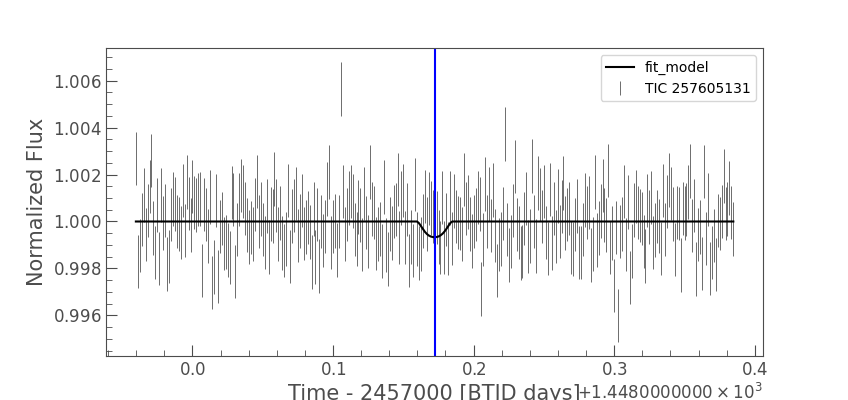 fit_model
TIC 257605131
1.006
1.004
1.002
1.000
0.998
0.996
Normalized Flux
0.0 0.1 0.2 0.3 0.4
Time - 2457000 [BTJD days]
+1.4480000000 × 10³